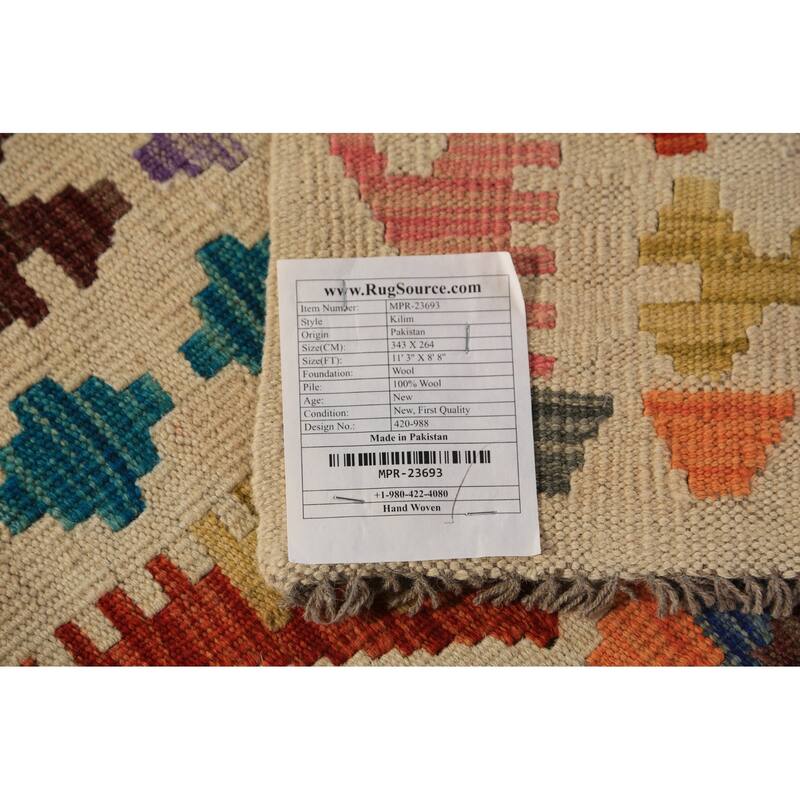 www.RugSource.com
Item Number: MPR-23693
Style Kilim
Origin Pakistan
Size(CM): 343 X 264
Size(FT): 11' 3" X 8' 8"
Foundation: Wool
Pile: 100% Wool
Age: New
Condition: New, First Quality
Design No.: 420-988
Made in Pakistan
MPR-23693
+1-980-422-4080
Hand Woven